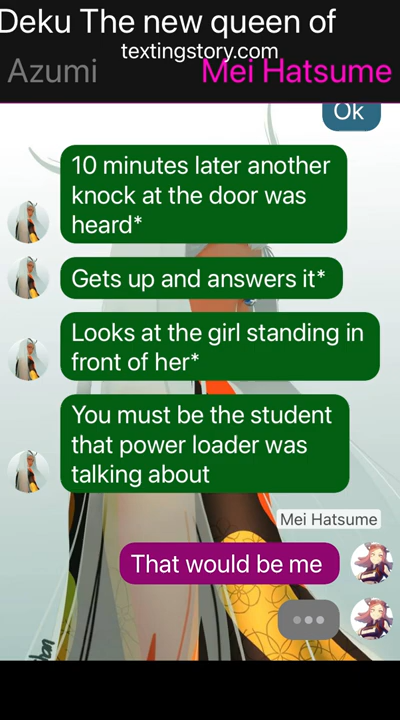 Deku The new queen of
textingstory.com
Azumi Mei Hatsume
Ok
10 minutes later another
knock at the door was
heard*
Gets up and answers it*
Looks at the girl standing in
front of her*
You must be the student
that power loader was
talking about
Mei Hatsume
That would be me